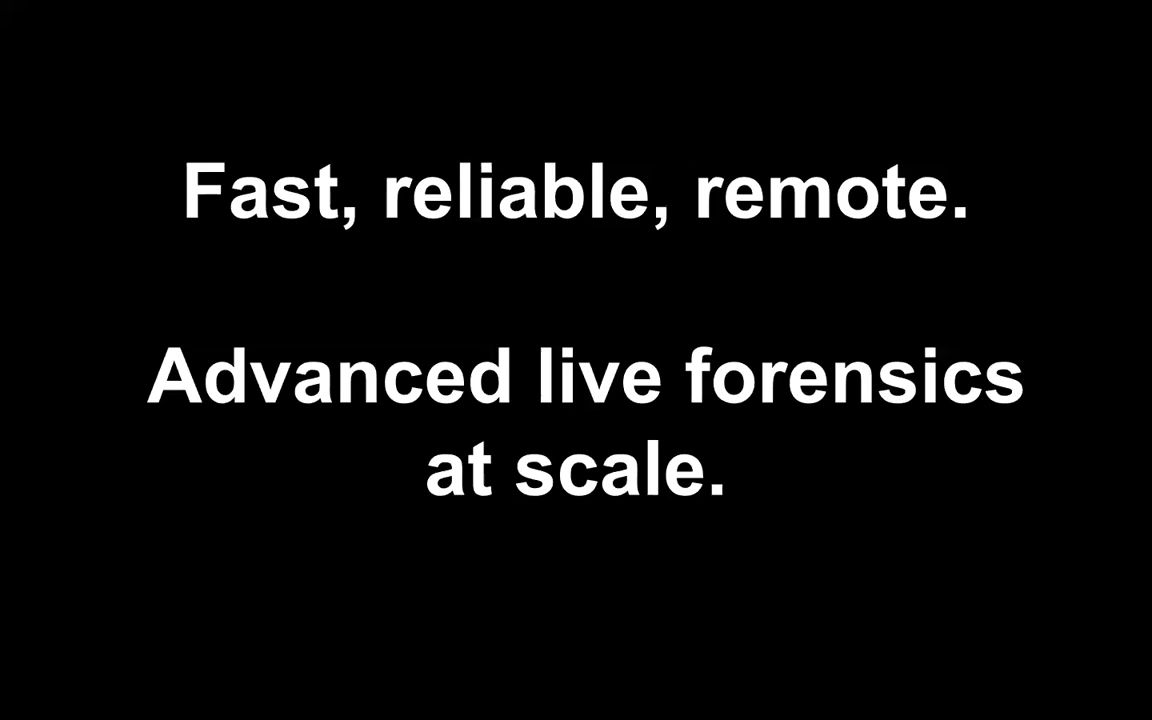 Fast, reliable, remote.
Advanced live forensics
at scale.